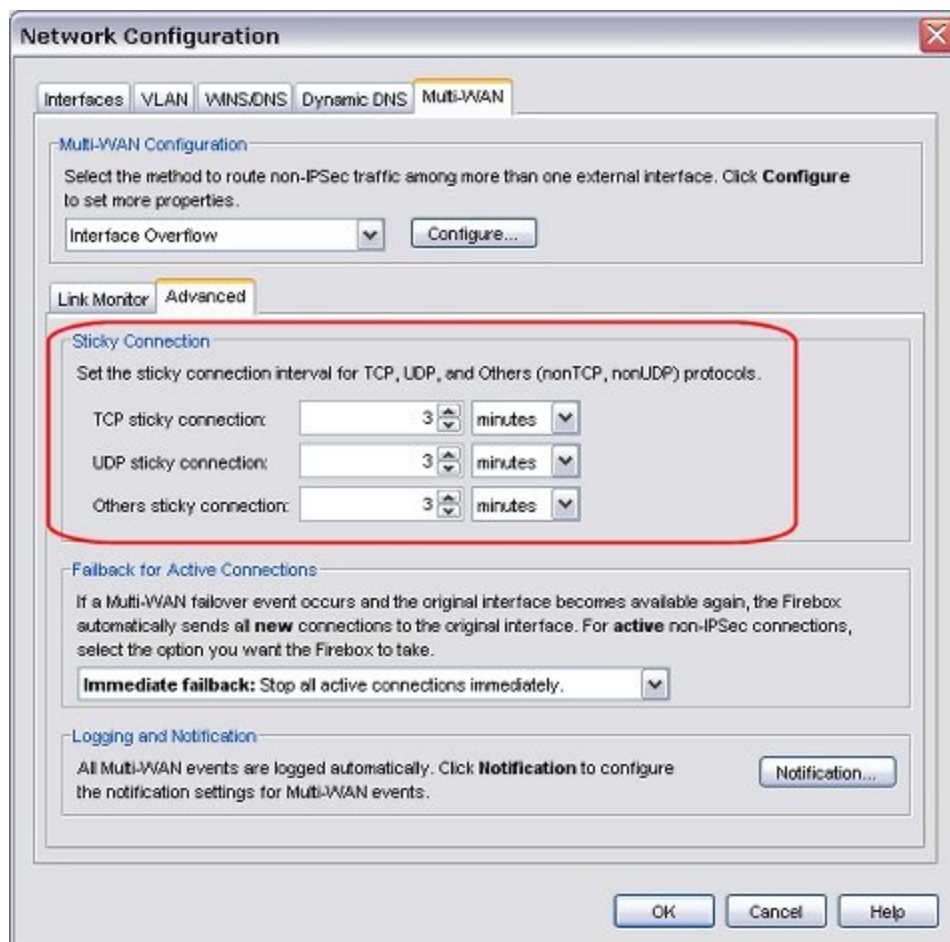 Network Configuration
Interfaces VLAN WINS/DNS Dynamic DNS Multi-WAN
Multi-WAN Configuration
Select the method to route non-IPSec traffic among more than one external interface. Click Configure
to set more properties.
Interface Overflow Configure...
Link Monitor Advanced
Sticky Connection
Set the sticky connection interval for TCP, UDP, and Others (nonTCP, nonUDP) protocols.
TCP sticky connection: 3 minutes
UDP sticky connection: 3 minutes
Others sticky connection: 3 minutes
Failback for Active Connections
If a Multi-WAN failover event occurs and the original interface becomes available again, the Firebox
automatically sends all new connections to the original interface. For active non-IPSec connections,
select the option you want the Firebox to take.
Immediate failback: Stop all active connections immediately.
Logging and Notification
All Multi-WAN events are logged automatically. Click Notification to configure
the notification settings for Multi-WAN events.
Notification...
OK Cancel Help